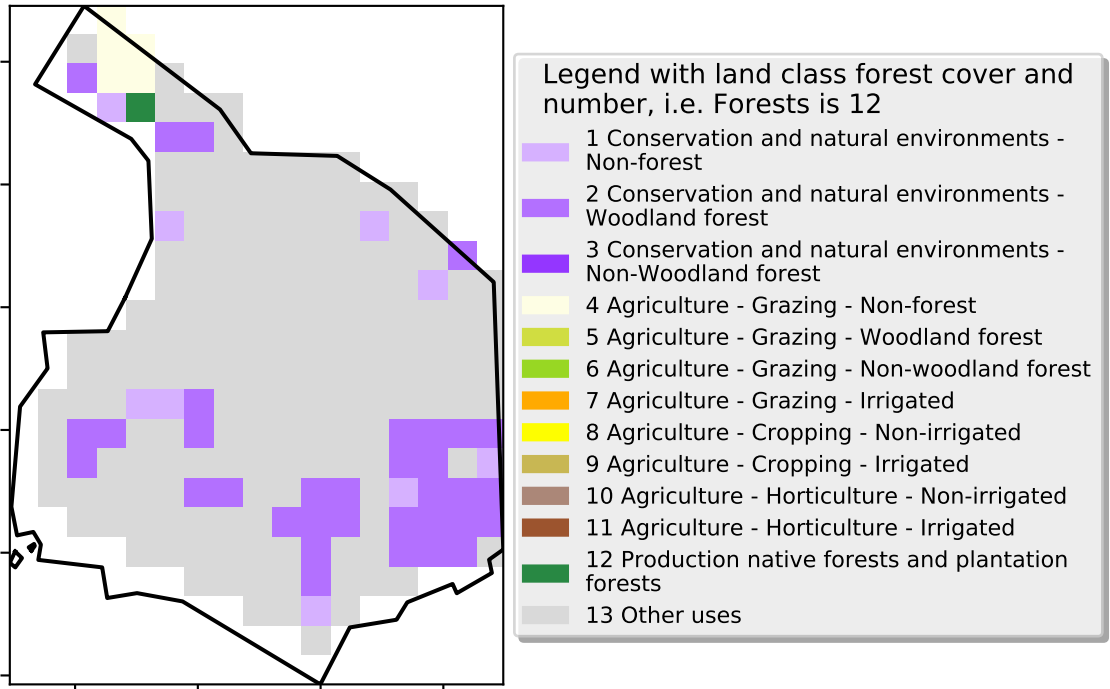 Legend with land class forest cover and
number, i.e. Forests is 12
1 Conservation and natural environments -
Non-forest
2 Conservation and natural environments -
Woodland forest
3 Conservation and natural environments -
Non-Woodland forest
4 Agriculture - Grazing - Non-forest
5 Agriculture - Grazing - Woodland forest
6 Agriculture - Grazing - Non-woodland forest
7 Agriculture - Grazing - Irrigated
8 Agriculture - Cropping - Non-irrigated
9 Agriculture - Cropping - Irrigated
10 Agriculture - Horticulture - Non-irrigated
11 Agriculture - Horticulture - Irrigated
12 Production native forests and plantation
forests
13 Other uses